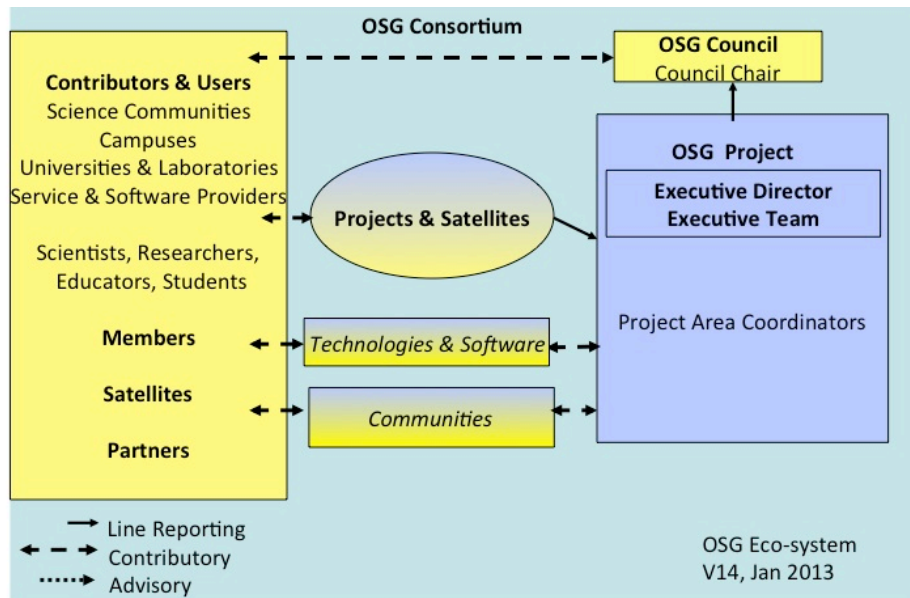 OSG Consortium
Contributors & Users
Science Communities
Campuses
Universities & Laboratories
Service & Software Providers
Scientists, Researchers,
Educators, Students
Members
Satellites
Partners
Projects & Satellites
Technologies & Software
Communities
OSG Council
Council Chair
OSG Project
Executive Director
Executive Team
Project Area Coordinators
Line Reporting
Contributory
Advisory
OSG Eco-system
V14, Jan 2013